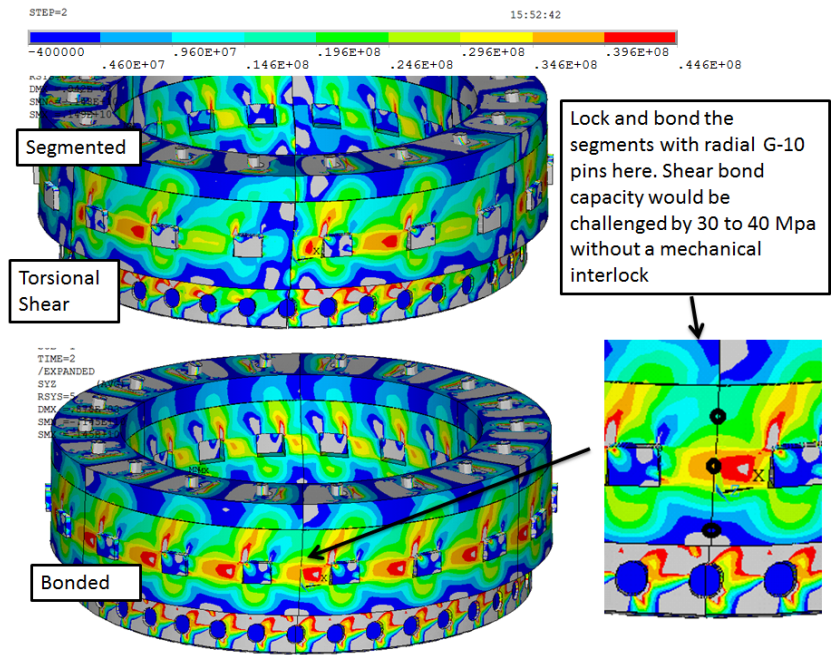 STEP=2
15:52:42
-400000 .960E+07 .196E+08 .296E+08 .396E+08
.460E+07 .146E+08 .246E+08 .346E+08 .446E+08
Segmented
Torsional
Shear
Lock and bond the
segments with radial G-10
pins here. Shear bond
capacity would be
challenged by 30 to 40 Mpa
without a mechanical
interlock
X
TIME=2
/EXPANDED
SYZ (AVG
RSYS=5
X
X
Bonded